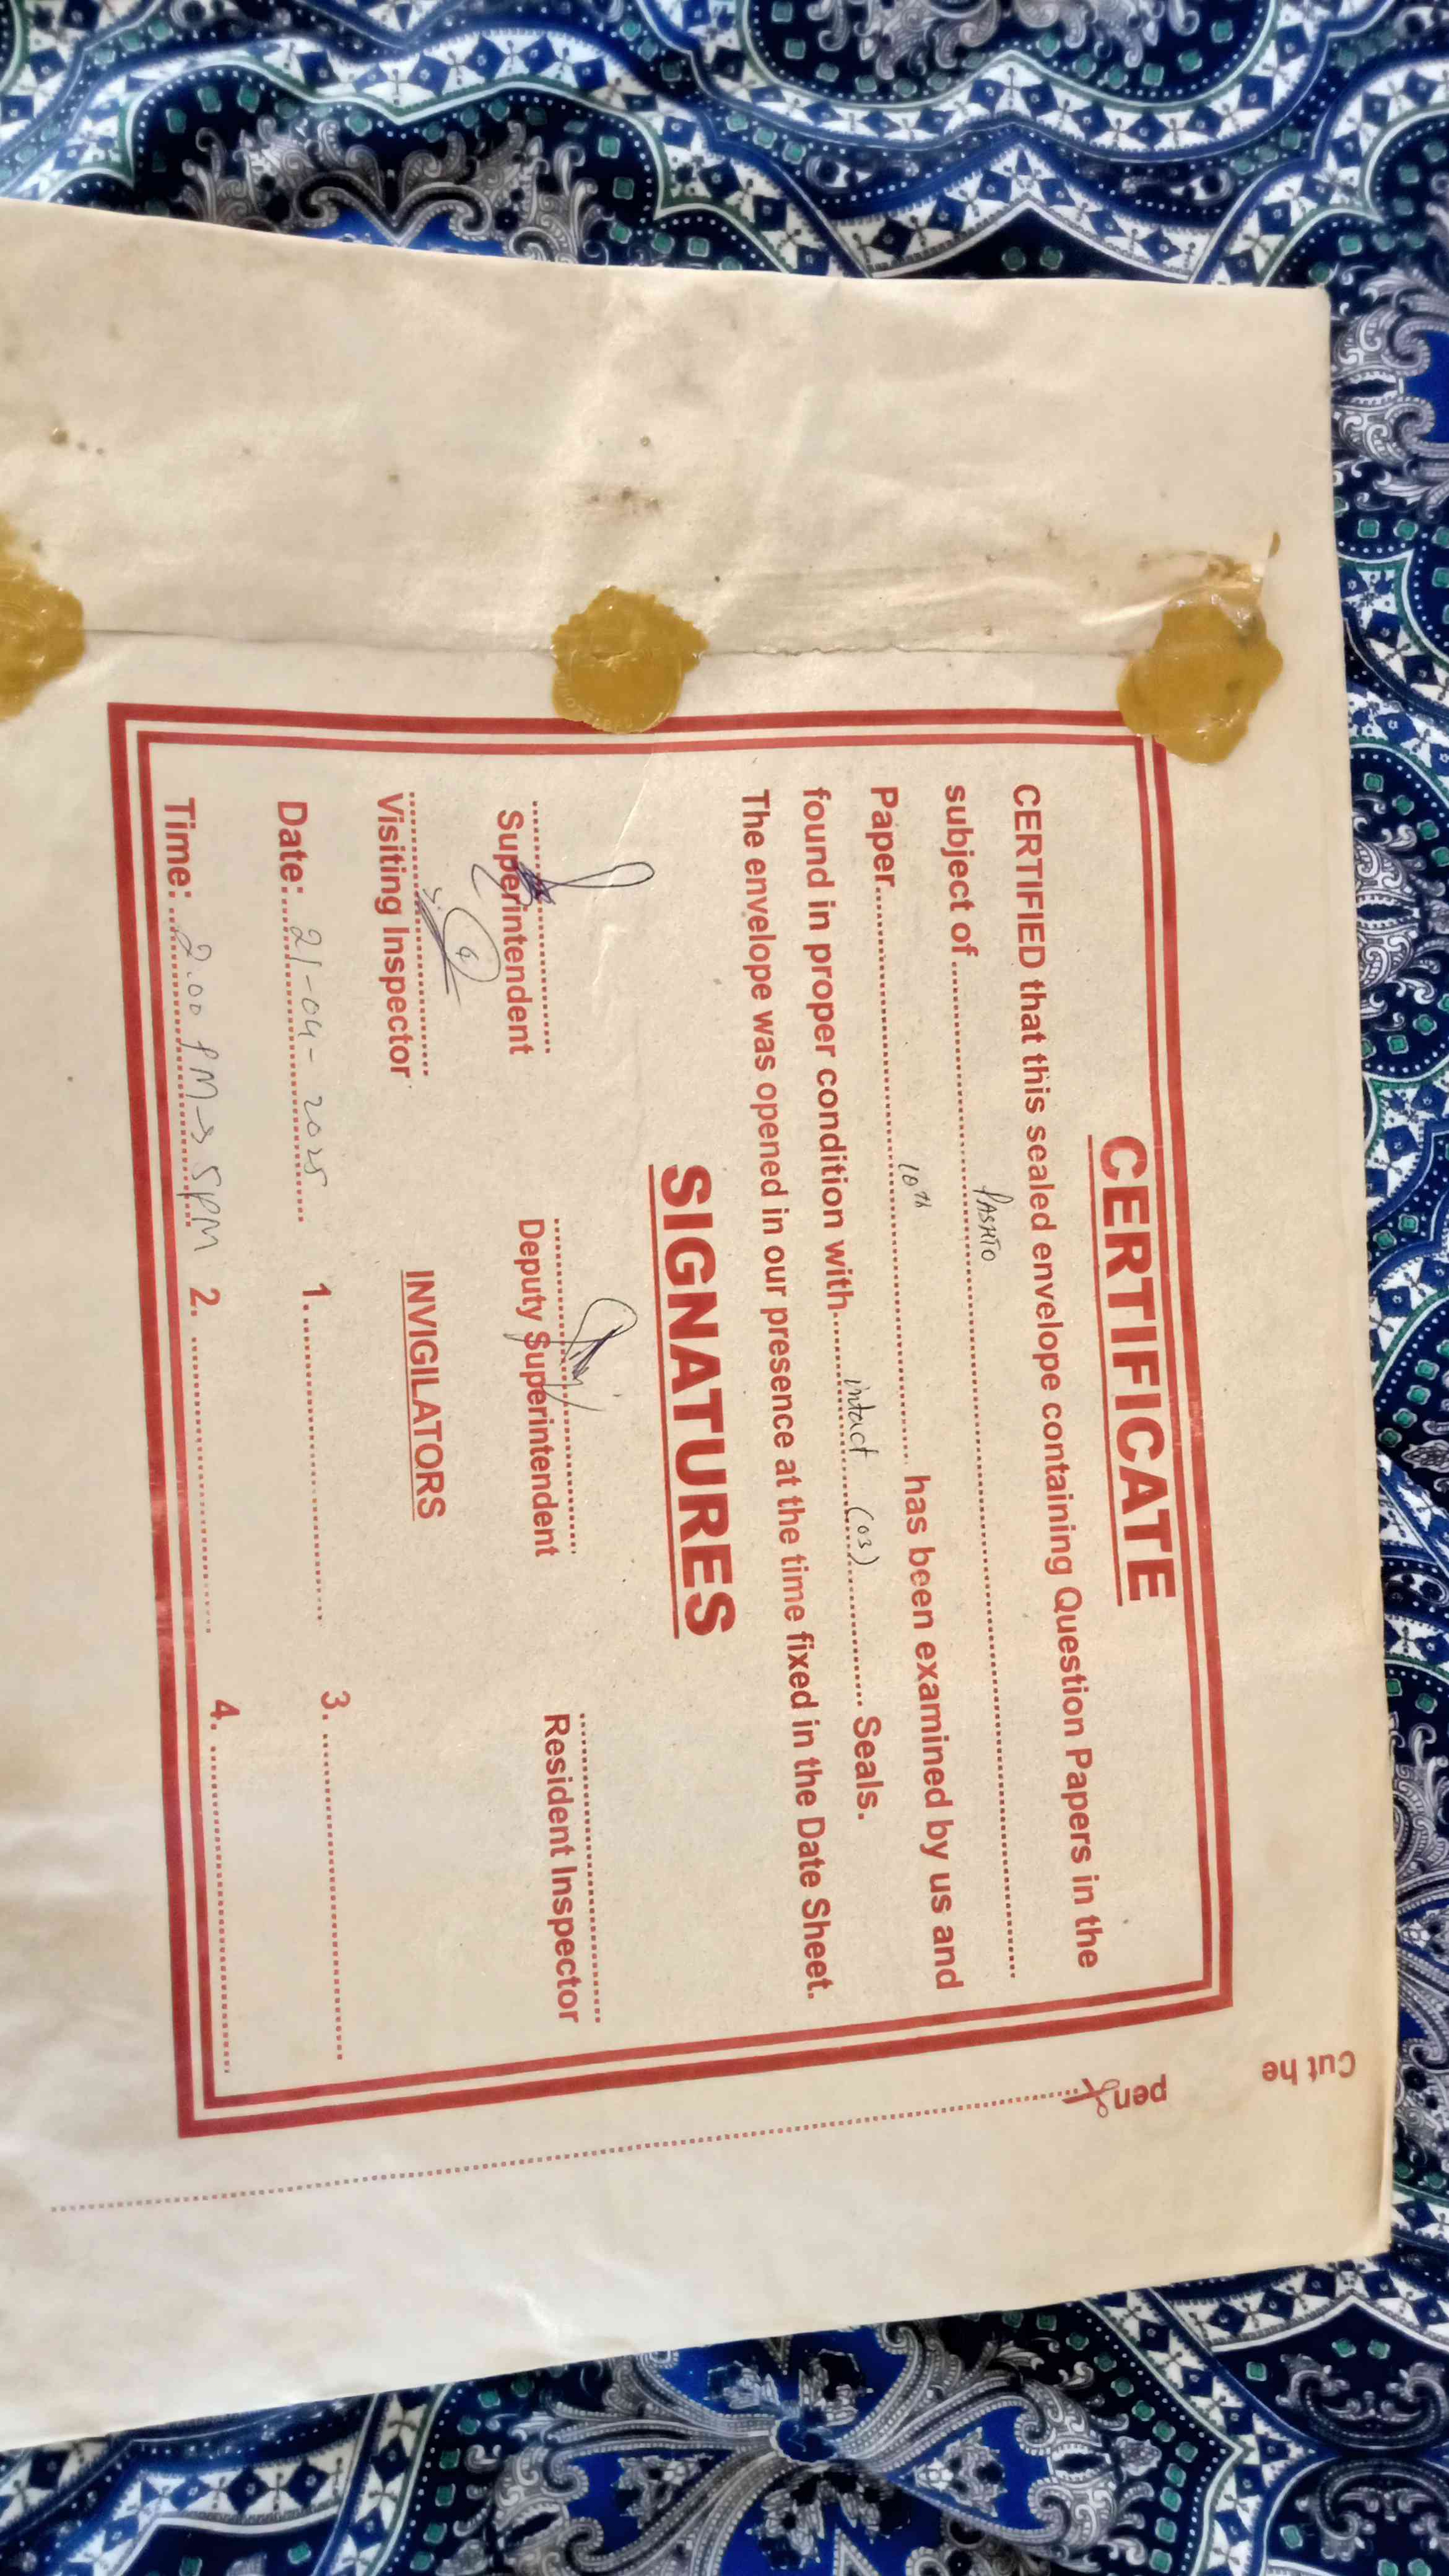 CERTIFICATE
CERTIFIED that this sealed envelope containing Question Papers in the
subject of PASHTO
Paper 10th has been examined by us and
found in proper condition with intact (03) Seals.
The envelope was opened in our presence at the time fixed in the Date Sheet.
SIGNATURES
Superintendent Deputy Superintendent Resident Inspector
Visiting Inspector INVIGILATORS
Date: 21-04-2025 1. 3.
Time: 2.00 PM → 5PM 2. 4.
Cut he
pen